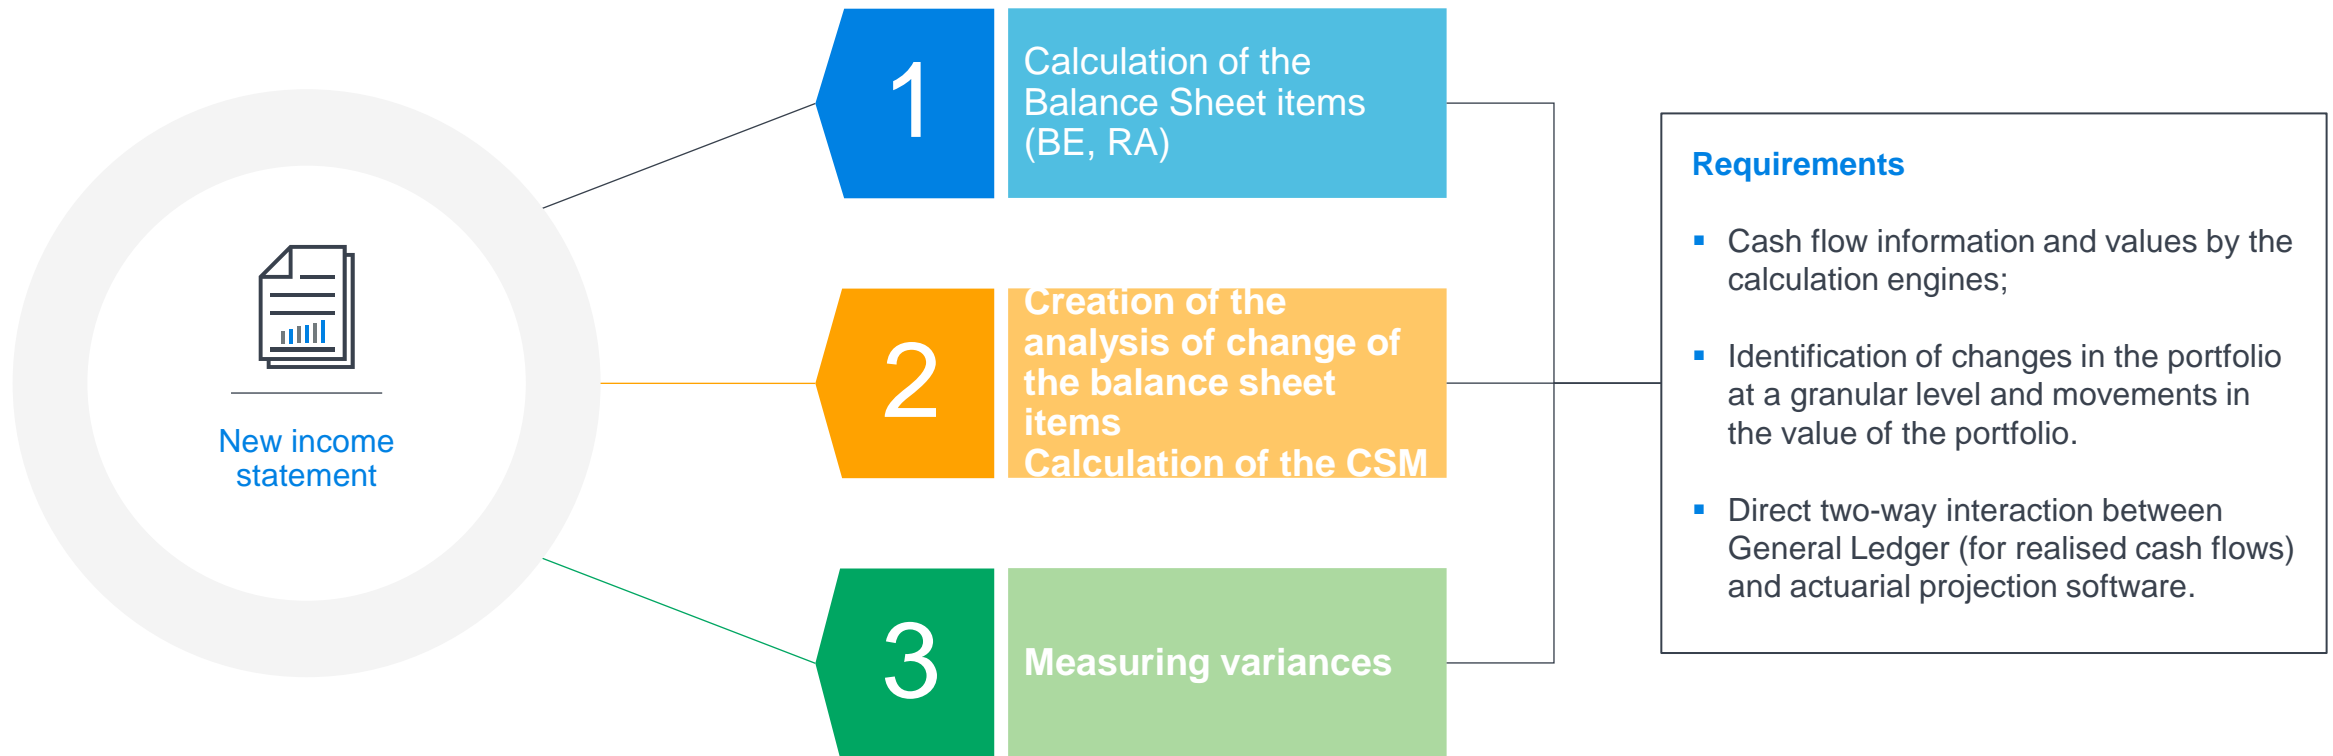 New income
statement
1
Calculation of the
Balance Sheet items
(BE, RA)
2
Creation of the
analysis of change of
the balance sheet
items
Calculation of the CSM
3
Measuring variances
Requirements
▪ Cash flow information and values by the
calculation engines;
▪ Identification of changes in the portfolio
at a granular level and movements in
the value of the portfolio.
▪ Direct two-way interaction between
General Ledger (for realised cash flows)
and actuarial projection software.